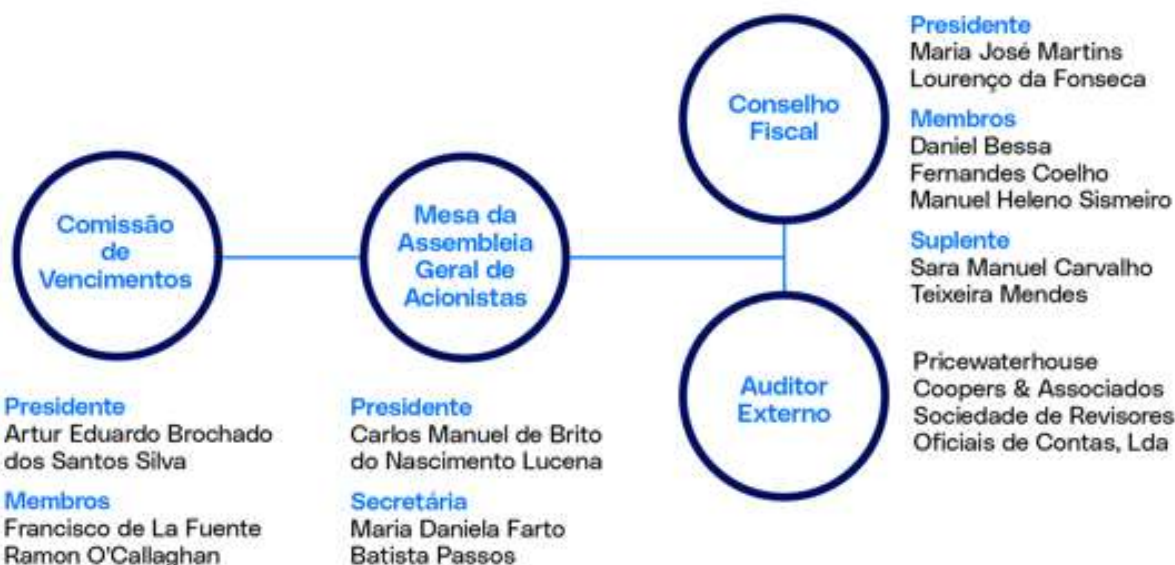 Comissão
de
Vencimentos
Presidente
Artur Eduardo Brochado
dos Santos Silva
Membros
Francisco de La Fuente
Ramon O'Callaghan
Mesa da
Assembleia
Geral de
Acionistas
Presidente
Carlos Manuel de Brito
do Nascimento Lucena
Secretária
Maria Daniela Farto
Batista Passos
Conselho
Fiscal
Presidente
Maria José Martins
Lourenço da Fonseca
Membros
Daniel Bessa
Fernandes Coelho
Manuel Heleno Sismeiro
Suplente
Sara Manuel Carvalho
Teixeira Mendes
Auditor
Externo
Pricewaterhouse
Coopers & Associados
Sociedade de Revisores
Oficiais de Contas, Lda